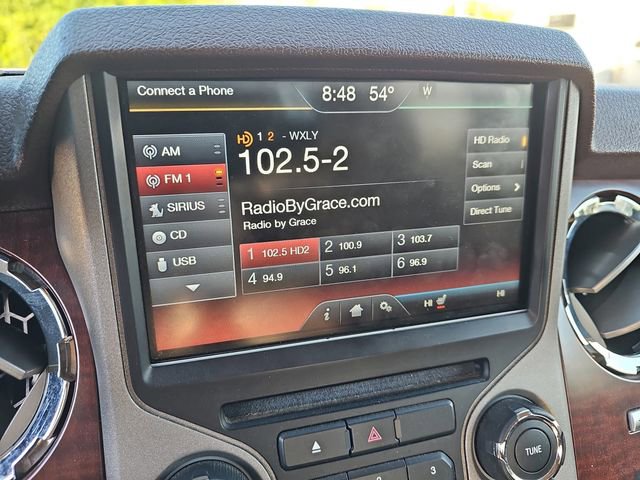 Connect a Phone 8:48 54° W
AM
FM 1
SIRIUS
CD
USB
HD 1 2 - WXLY
102.5-2
RadioByGrace.com
Radio by Grace
1 102.5 HD2 2 100.9 3 103.7
4 94.9 5 96.1 6 96.9
HD Radio
Scan
Options
Direct Tune
i HI HI
TUNE
3